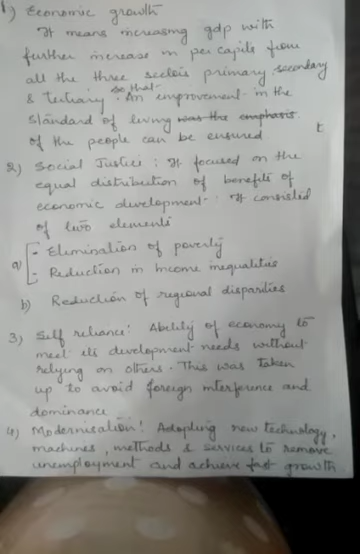 1) Economic growth
It means increasing gdp with
further increase in per capita from
all the three sectors primary, secondary
& Tertiary so that An improvement in the
standard of living was the emphasis
of the people can be ensured t
2) Social Justice : It focused on the
equal distribution of benefits of
economic development : It consisted
of two elements
a) - Elimination of poverty
- Reduction in Income inequalities
b) Reduction of regional disparities
3) Self reliance! Ability of economy to
meet its development needs without
relying on others. This was taken
up to avoid foreign interference and
dominance
4) Modernisation! Adopting new technology,
machines, methods & services to remove
unemployment and achieve fast growth